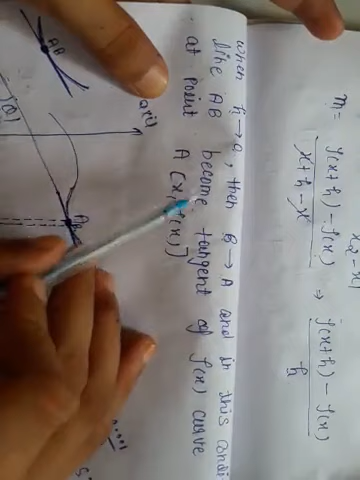 x₂ - x₁
m = f(x+h) - f(x) / x+h-x ⇒ f(x+h) - f(x) / h
when h→0, then B→A and in this condi
line AB become tangent of f(x) curve
at point A [x, f(x)]
axis
AB
(θ)
A